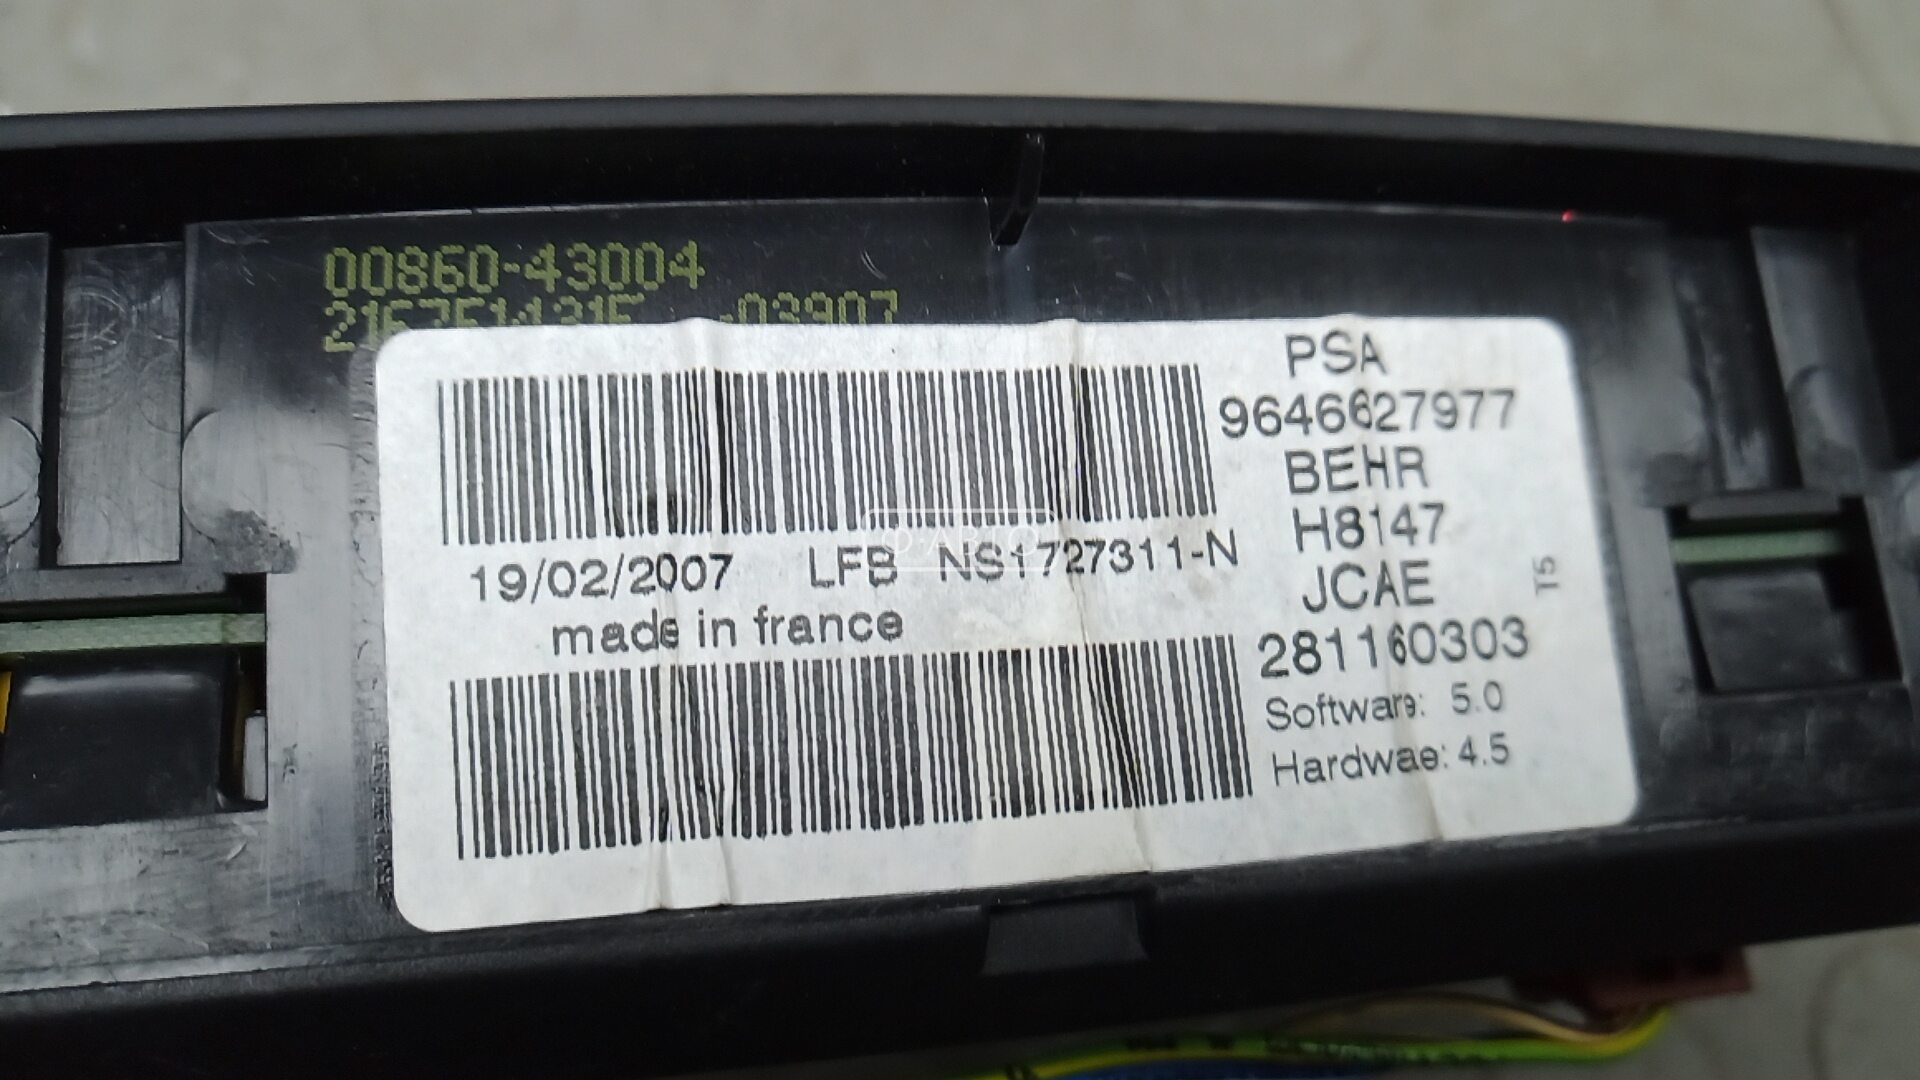 00860-43004
-03907
PSA
9646627977
BEHR
H8147
JCAE
281160303
Software: 5.0
Hardwae: 4.5
T5
19/02/2007 LFB NS1727311-N
made in france